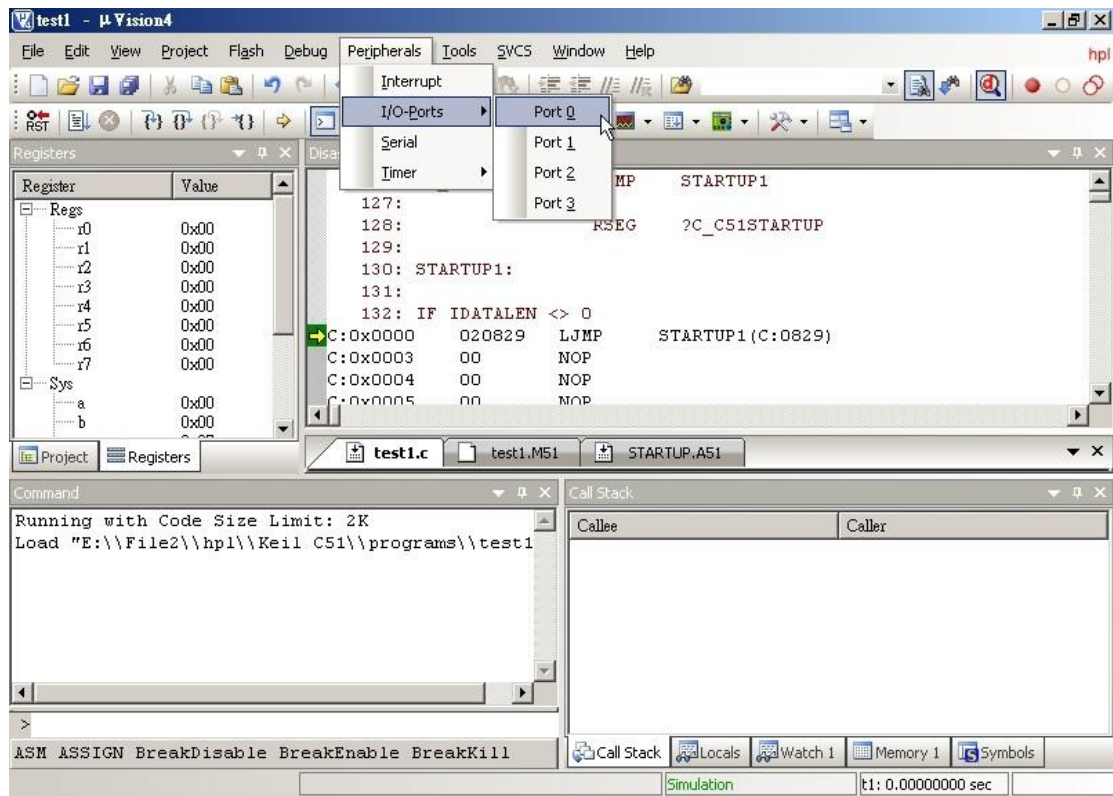 test1 - µVision4
File Edit View Project Flash Debug Peripherals Tools SVCS Window Help
hpl
Interrupt
I/O-Ports
Serial
Timer
Port 0
Port 1
Port 2
Port 3
RST
Registers
Register Value
Regs
r0 0x00
r1 0x00
r2 0x00
r3 0x00
r4 0x00
r5 0x00
r6 0x00
r7 0x00
Sys
a 0x00
b 0x00
Project Registers
STARTUP1
127:
128: RSEG ?C_C51STARTUP
129:
130: STARTUP1:
131:
132: IF IDATALEN <> 0
C:0x0000 020829 LJMP STARTUP1(C:0829)
C:0x0003 00 NOP
C:0x0004 00 NOP
C:0x0005 00 NOP
test1.c test1.M51 STARTUP.A51
Command
Running with Code Size Limit: 2K
Load "E:\\File2\\hpl\\Keil C51\\programs\\test1
>
ASM ASSIGN BreakDisable BreakEnable BreakKill
Call Stack
Callee Caller
Call Stack Locals Watch 1 Memory 1 Symbols
Simulation t1: 0.00000000 sec